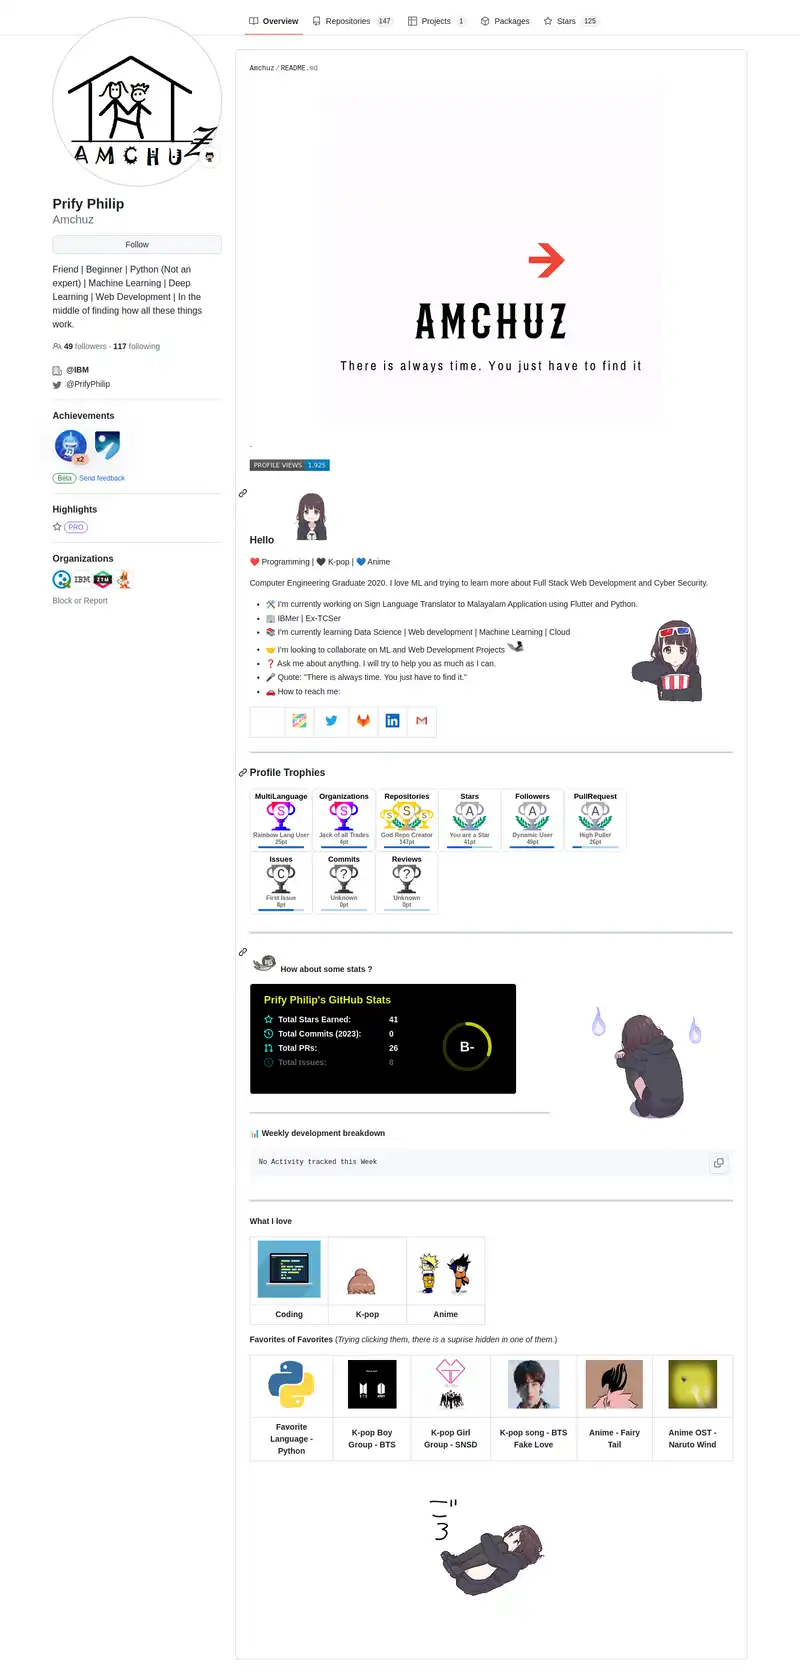 Overview Repositories 147 Projects 1 Packages Stars 125
AMCHUZ
Prify Philip
Amchuz
Follow
Friend | Beginner | Python (Not an
expert) | Machine Learning | Deep
Learning | Web Development | In the
middle of finding how all these things
work.
49 followers · 117 following
@IBM
@PrifyPhilip
Achievements
x2
Beta Send feedback
Highlights
PRO
Organizations
IBM ZTM
Block or Report
Amchuz / README.md
AMCHUZ
There is always time. You just have to find it
.
PROFILE VIEWS 1,925
Hello
❤️ Programming | 🖤 K-pop | 💙 Anime
Computer Engineering Graduate 2020. I love ML and trying to learn more about Full Stack Web Development and Cyber Security.
• 🛠️ I'm currently working on Sign Language Translator to Malayalam Application using Flutter and Python.
• 🏢 IBMer | Ex-TCSer
• 📚 I'm currently learning Data Science | Web development | Machine Learning | Cloud
• 🤝 I'm looking to collaborate on ML and Web Development Projects
• ❓ Ask me about anything. I will try to help you as much as I can.
• 🎤 Quote: "There is always time. You just have to find it."
• 🚗 How to reach me:
Profile Trophies
MultiLanguage Organizations Repositories Stars Followers PullRequest
S S S S S A A A
Rainbow Lang User Jack of all Trades God Repo Creator You are a Star Dynamic User High Puller
25pt 4pt 147pt 41pt 49pt 26pt
Issues Commits Reviews
C ? ?
First Issue Unknown Unknown
8pt 0pt 0pt
How about some stats ?
Prify Philip's GitHub Stats
Total Stars Earned: 41
Total Commits (2023): 0
Total PRs: 26
Total Issues: 8
B-
📊 Weekly development breakdown
No Activity tracked this Week
What I love
Coding K-pop Anime
Favorites of Favorites (Trying clicking them, there is a suprise hidden in one of them.)
Favorite
Language -
Python
K-pop Boy
Group - BTS
K-pop Girl
Group - SNSD
K-pop song - BTS
Fake Love
Anime - Fairy
Tail
Anime OST -
Naruto Wind
ご
ろ